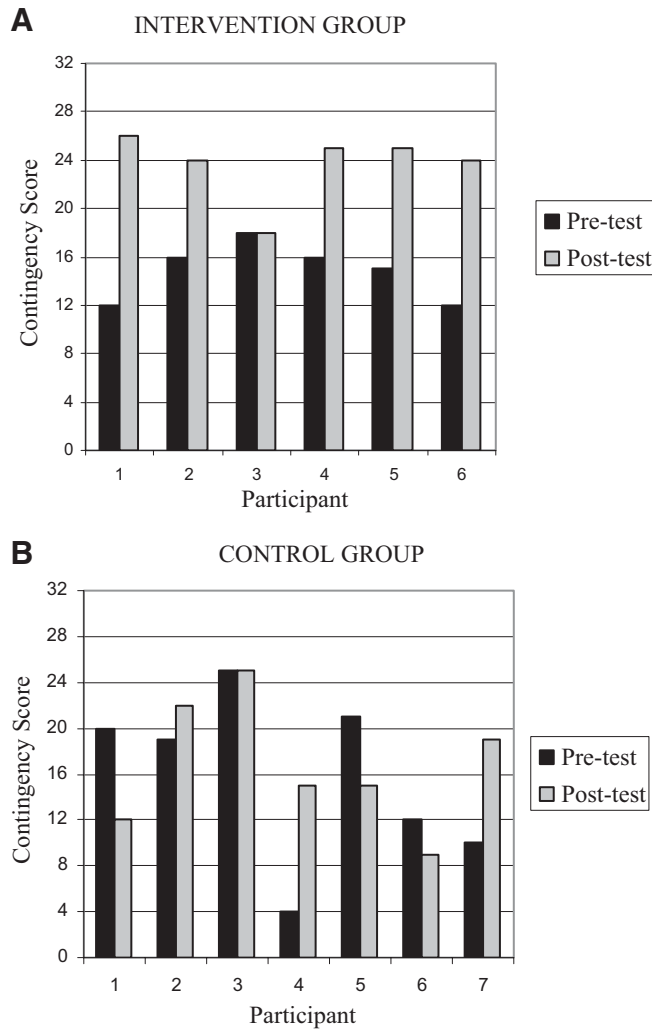 A
INTERVENTION GROUP
32
28
24
20
16
12
8
4
0
Contingency Score
1 2 3 4 5 6
Participant
Pre-test
Post-test
B
CONTROL GROUP
32
28
24
20
16
12
8
4
0
Contingency Score
1 2 3 4 5 6 7
Participant
Pre-test
Post-test